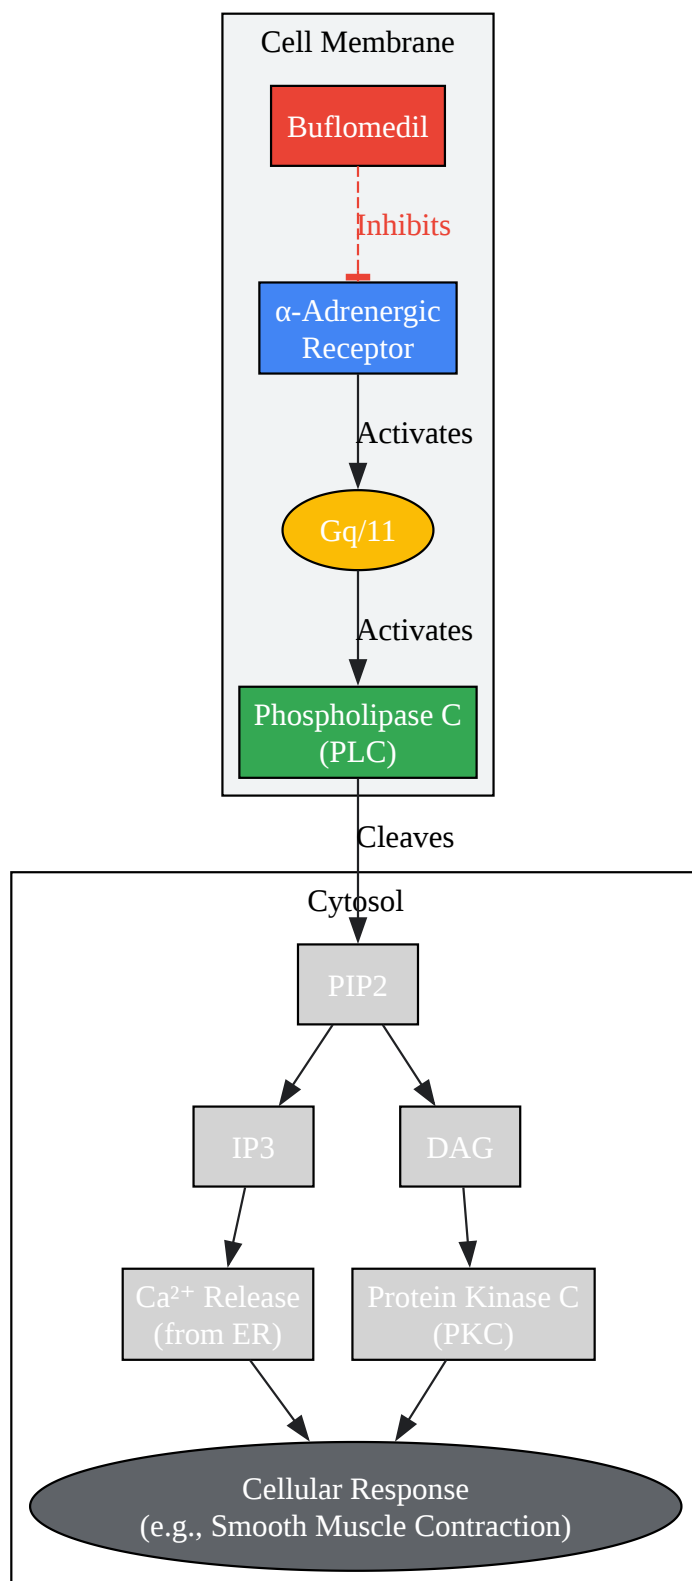 Cell Membrane
Buflomedil
Inhibits
α-Adrenergic
Receptor
Activates
Gq/11
Activates
Phospholipase C
(PLC)
Cleaves
Cytosol
PIP2
IP3
DAG
Ca²⁺ Release
(from ER)
Protein Kinase C
(PKC)
Cellular Response
(e.g., Smooth Muscle Contraction)